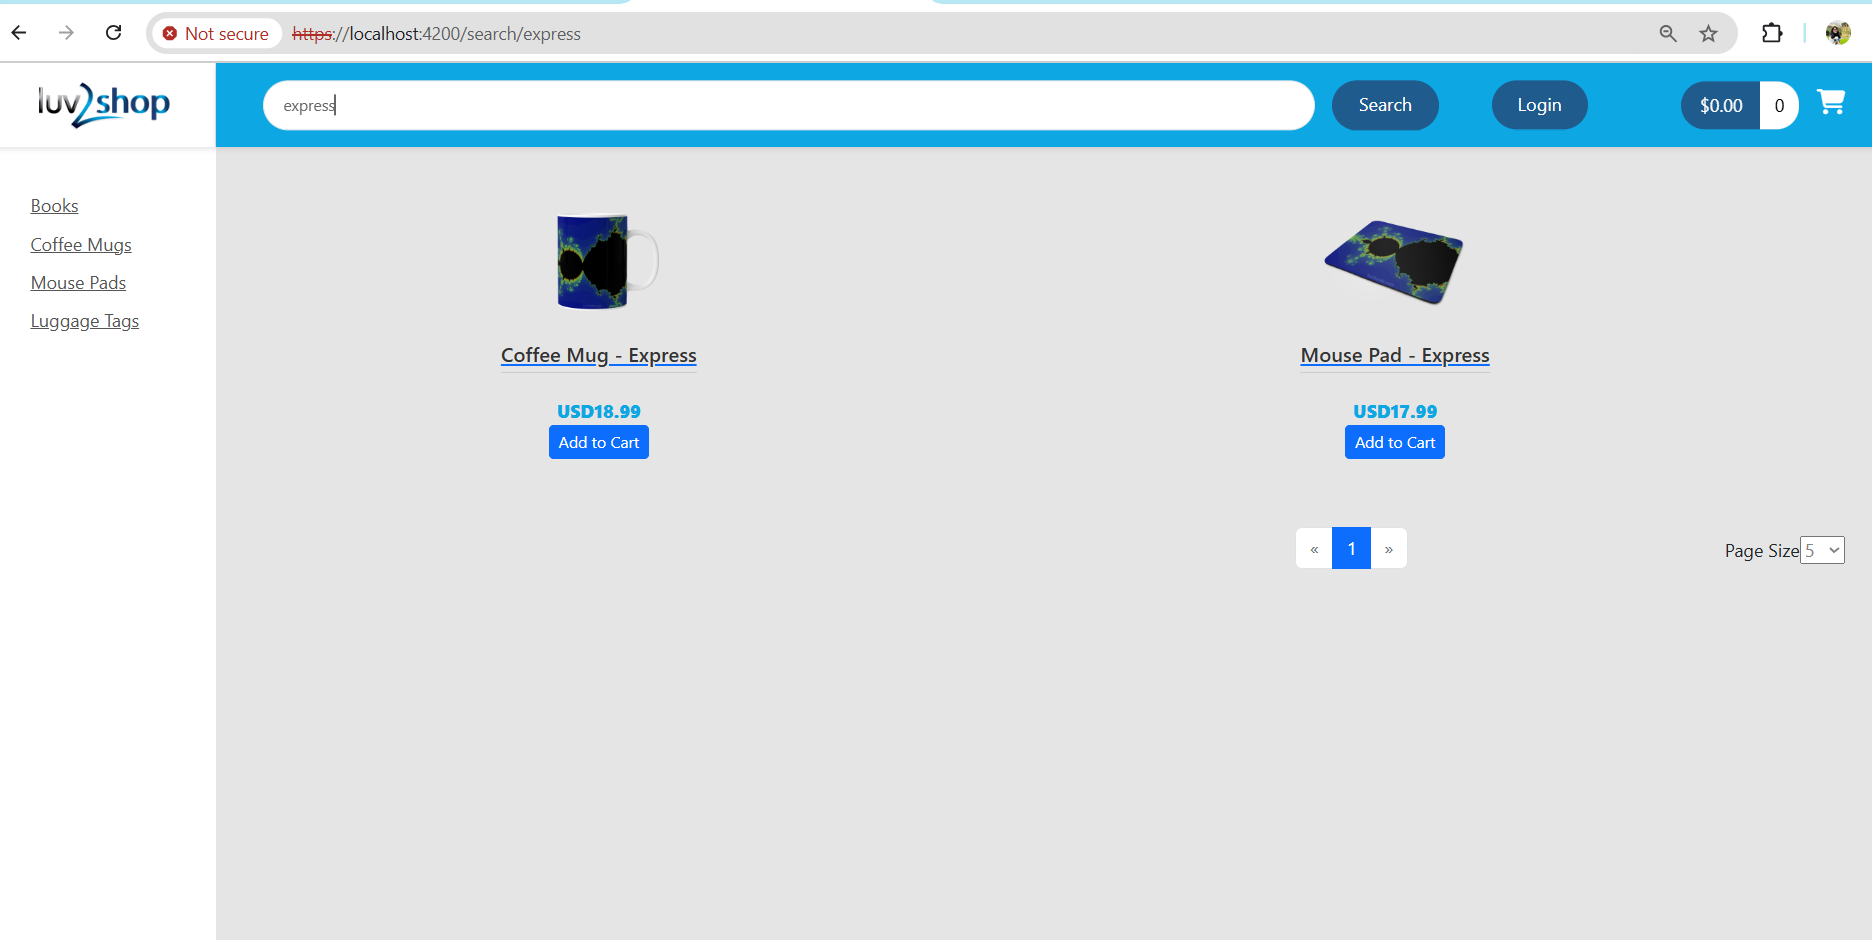 Not secure https://localhost:4200/search/express
luv2shop
express
Search
Login
$0.00 0
Books
Coffee Mugs
Mouse Pads
Luggage Tags
Coffee Mug - Express
USD18.99
Add to Cart
Mouse Pad - Express
USD17.99
Add to Cart
« 1 »
Page Size 5